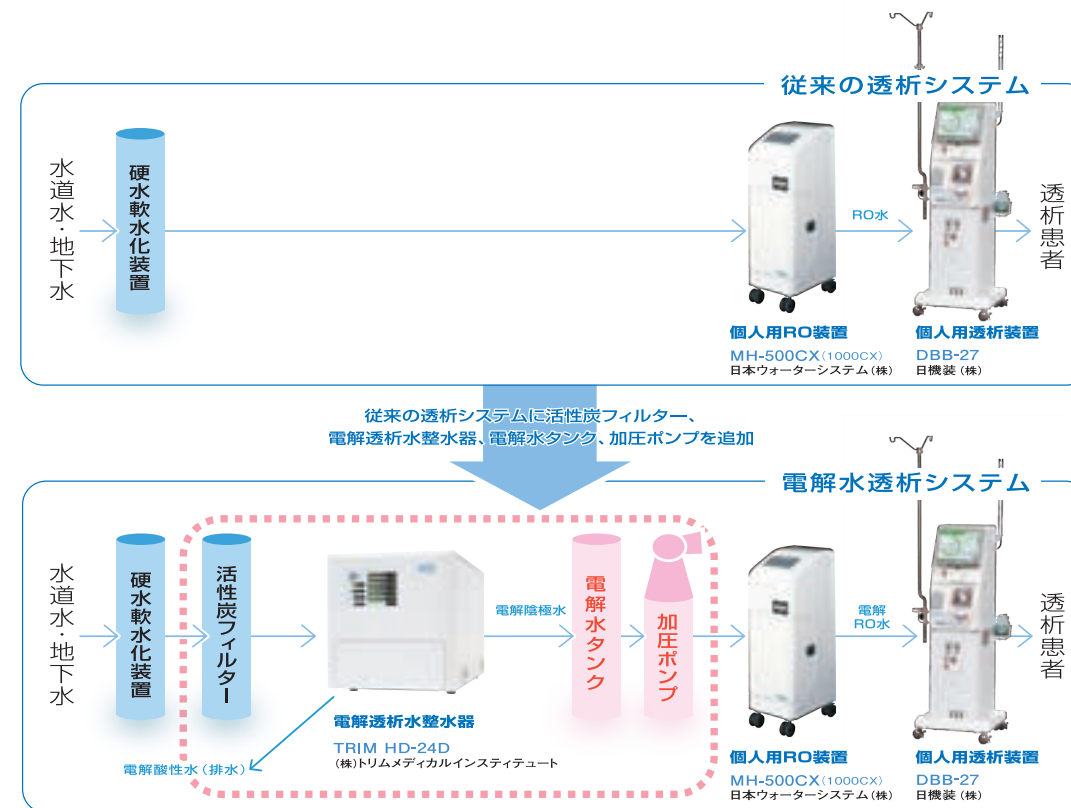 従来の透析システム
水道水・地下水
硬水軟水化装置
RO水
透析患者
個人用RO装置
MH-500CX(1000CX)
日本ウォーターシステム(株)
個人用透析装置
DBB-27
日機装(株)
従来の透析システムに活性炭フィルター、
電解透析水整水器、電解水タンク、加圧ポンプを追加
電解水透析システム
水道水・地下水
硬水軟水化装置
活性炭フィルター
電解陰極水
電解水タンク
加圧ポンプ
電解
RO水
透析患者
電解透析水整水器
TRIM HD-24D
(株)トリムメディカルインスティテュート
電解酸性水(排水)
個人用RO装置
MH-500CX(1000CX)
日本ウォーターシステム(株)
個人用透析装置
DBB-27
日機装(株)